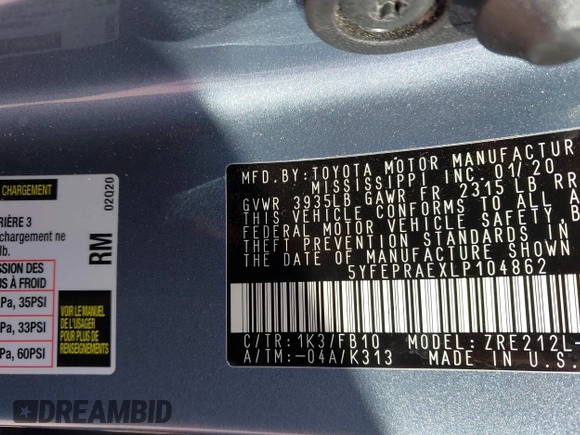 CHARGEMENT
RIÈRE 3
chargement ne
lb.
SSION DES
US À FROID
Pa, 35PSI
Pa, 33PSI
Pa, 60PSI
RM
02Q20
VOIR LE MANUEL
DE L'USAGER
POUR PLUS DE
RENSEIGNEMENTS
MFD.BY:TOYOTA MOTOR MANUFACTUR
MISSISSIPPI INC. 01/20
GVWR 3935LB GAWR FR 2315 LB RR
THIS VEHICLE CONFORMS TO ALL A
FEDERAL MOTOR VEHICLE SAFETY, B
THEFT PREVENTION STANDARDS IN
THE DATE OF MANUFACTURE SHOWN
5YFEPRAEXLP104862
C/TR:1K3/FB10 MODEL:ZRE212L-
A/TM:-04A/K313 MADE IN U.S.
DREAMBID